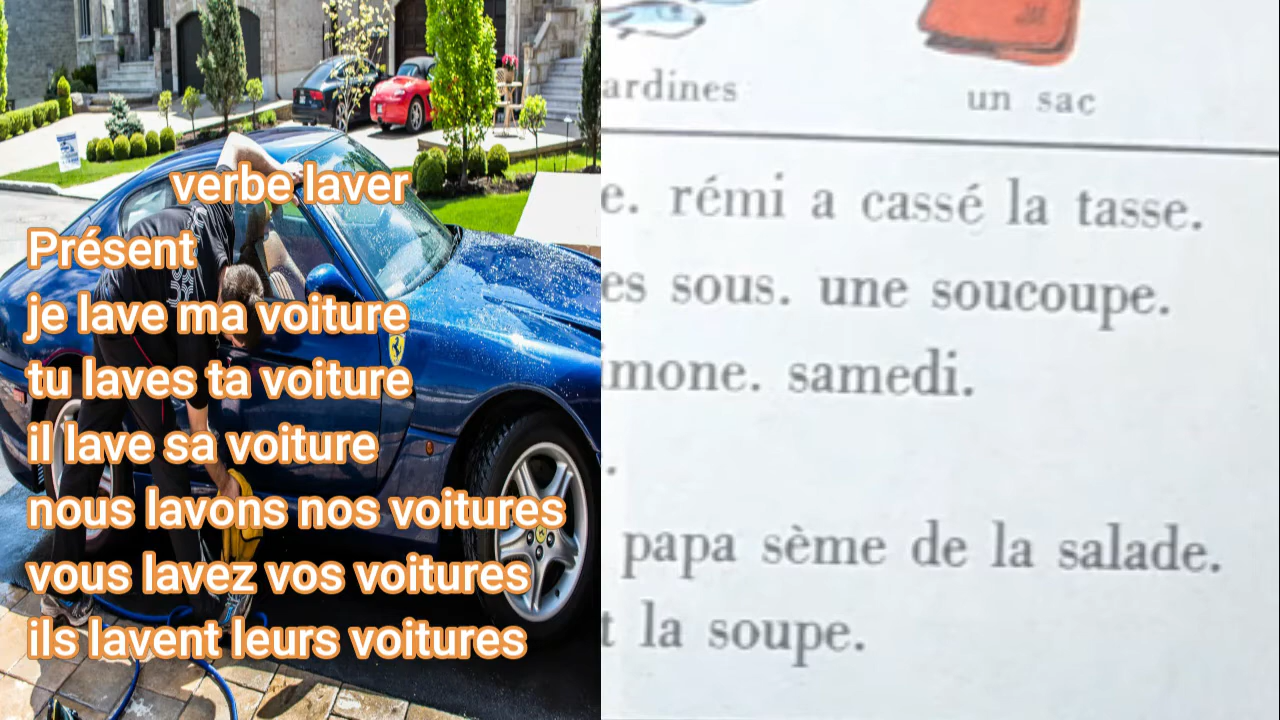 verbe laver
Présent
je lave ma voiture
tu laves ta voiture
il lave sa voiture
nous lavons nos voitures
vous lavez vos voitures
ils lavent leurs voitures
ardines
un sac
e. rémi a cassé la tasse.
es sous. une soucoupe.
mone. samedi.
.
papa sème de la salade.
t la soupe.